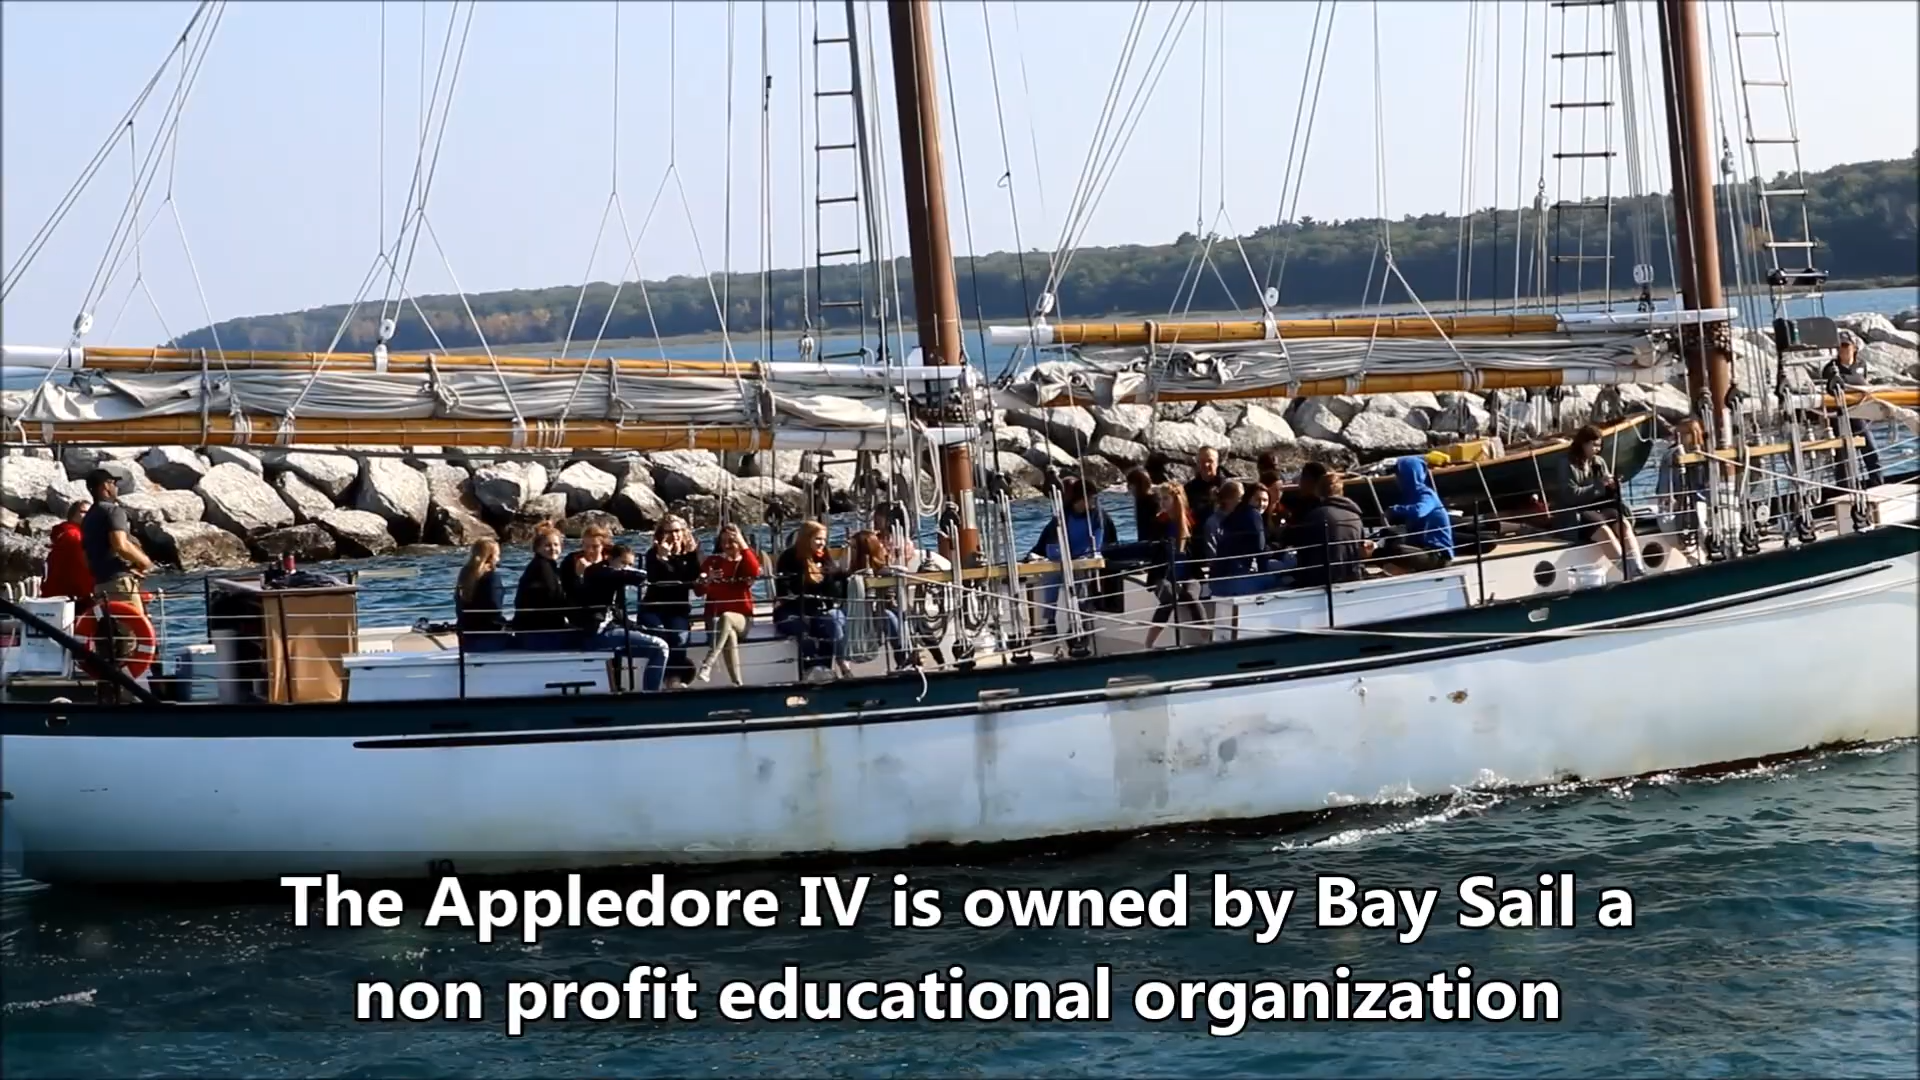 The Appledore IV is owned by Bay Sail a
non profit educational organization